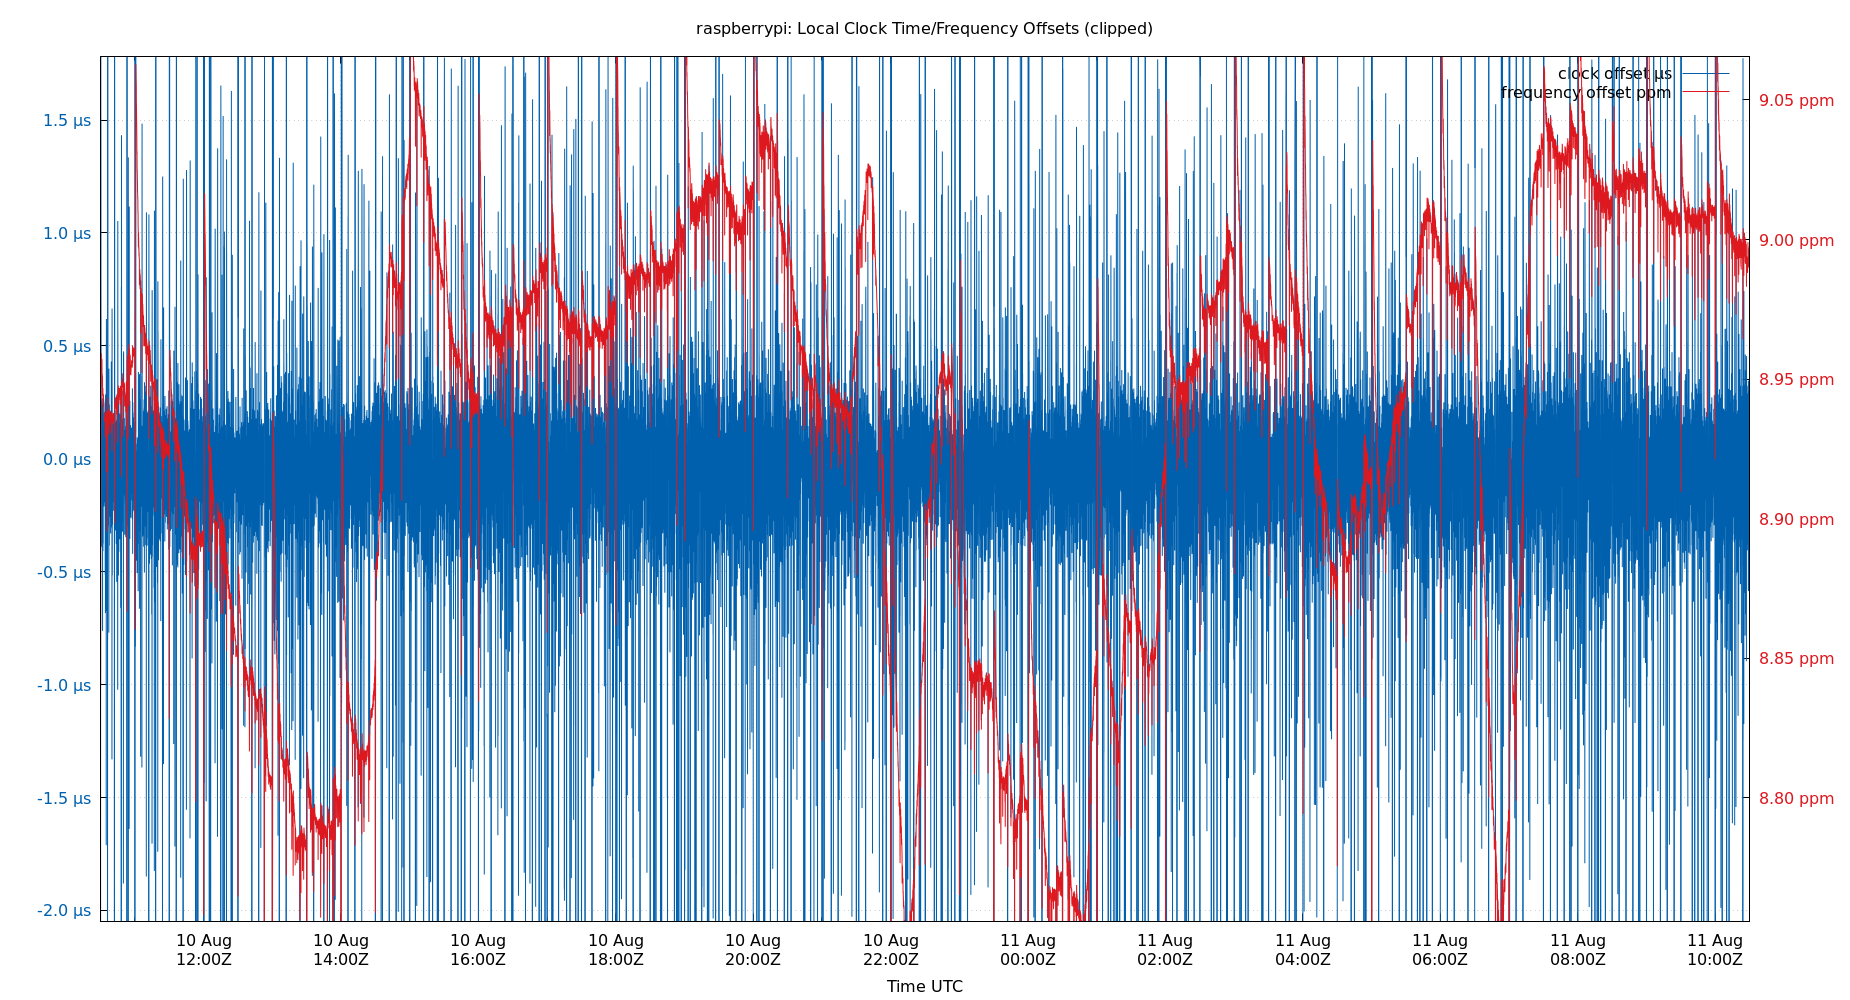 raspberrypi: Local Clock Time/Frequency Offsets (clipped)
clock offset µs
frequency offset ppm
1.5 µs
1.0 µs
0.5 µs
0.0 µs
-0.5 µs
-1.0 µs
-1.5 µs
-2.0 µs
9.05 ppm
9.00 ppm
8.95 ppm
8.90 ppm
8.85 ppm
8.80 ppm
10 Aug
12:00Z
10 Aug
14:00Z
10 Aug
16:00Z
10 Aug
18:00Z
10 Aug
20:00Z
10 Aug
22:00Z
11 Aug
00:00Z
11 Aug
02:00Z
11 Aug
04:00Z
11 Aug
06:00Z
11 Aug
08:00Z
11 Aug
10:00Z
Time UTC